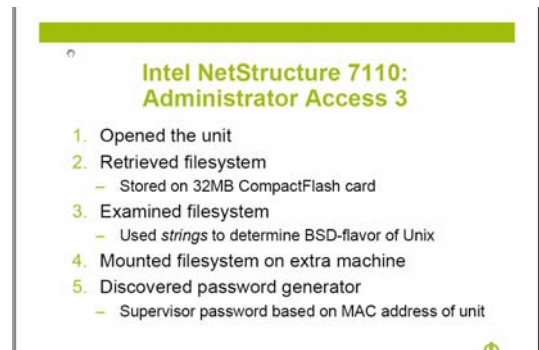 Intel NetStructure 7110:
Administrator Access 3
1. Opened the unit
2. Retrieved filesystem
– Stored on 32MB CompactFlash card
3. Examined filesystem
– Used strings to determine BSD-flavor of Unix
4. Mounted filesystem on extra machine
5. Discovered password generator
– Supervisor password based on MAC address of unit